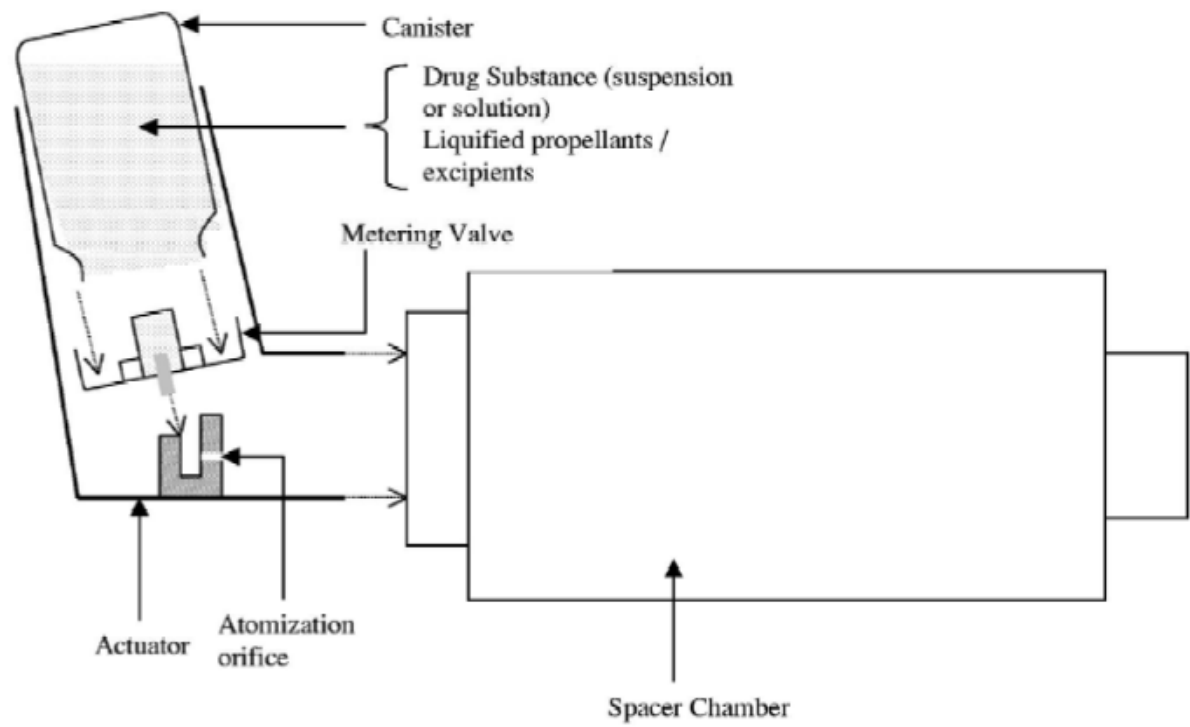 Canister
Drug Substance (suspension
or solution)
Liquified propellants /
excipients
Metering Valve
Atomization
orifice
Actuator
Spacer Chamber